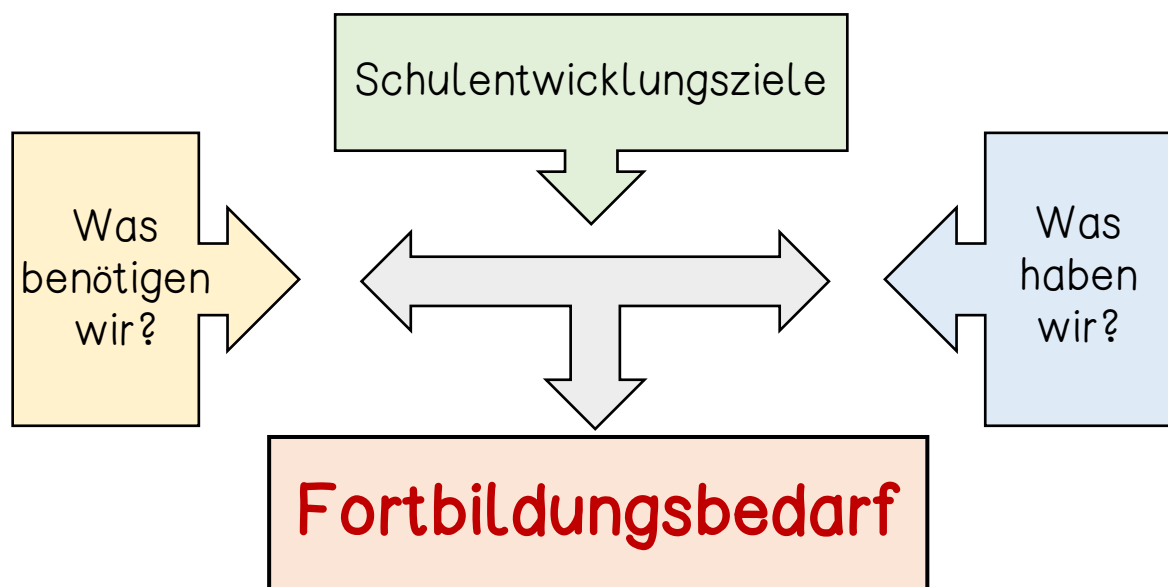 Schulentwicklungsziele
Was
benötigen
wir?
Was
haben
wir?
Fortbildungsbedarf